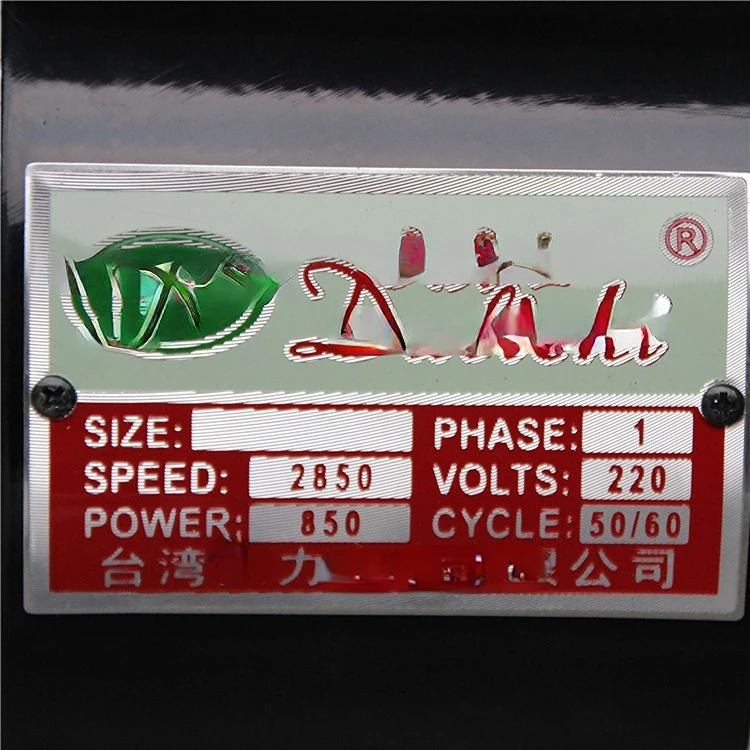 ®
SIZE: PHASE: 1
SPEED: 2850 VOLTS: 220
POWER: 850 CYCLE: 50/60
台湾 力 公司